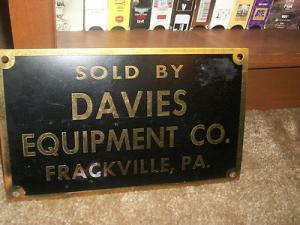 SOLD BY
DAVIES
EQUIPMENT CO.
FRACKVILLE, PA.